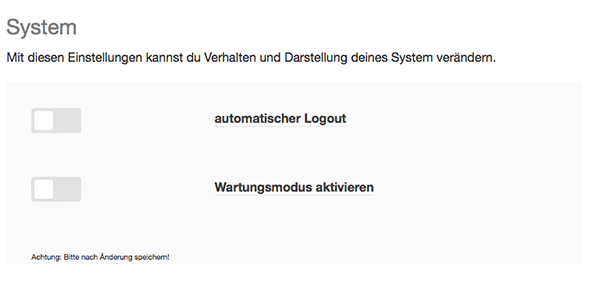 System
Mit diesen Einstellungen kannst du Verhalten und Darstellung deines System verändern.
automatischer Logout
Wartungsmodus aktivieren
Achtung: Bitte nach Änderung speichern!